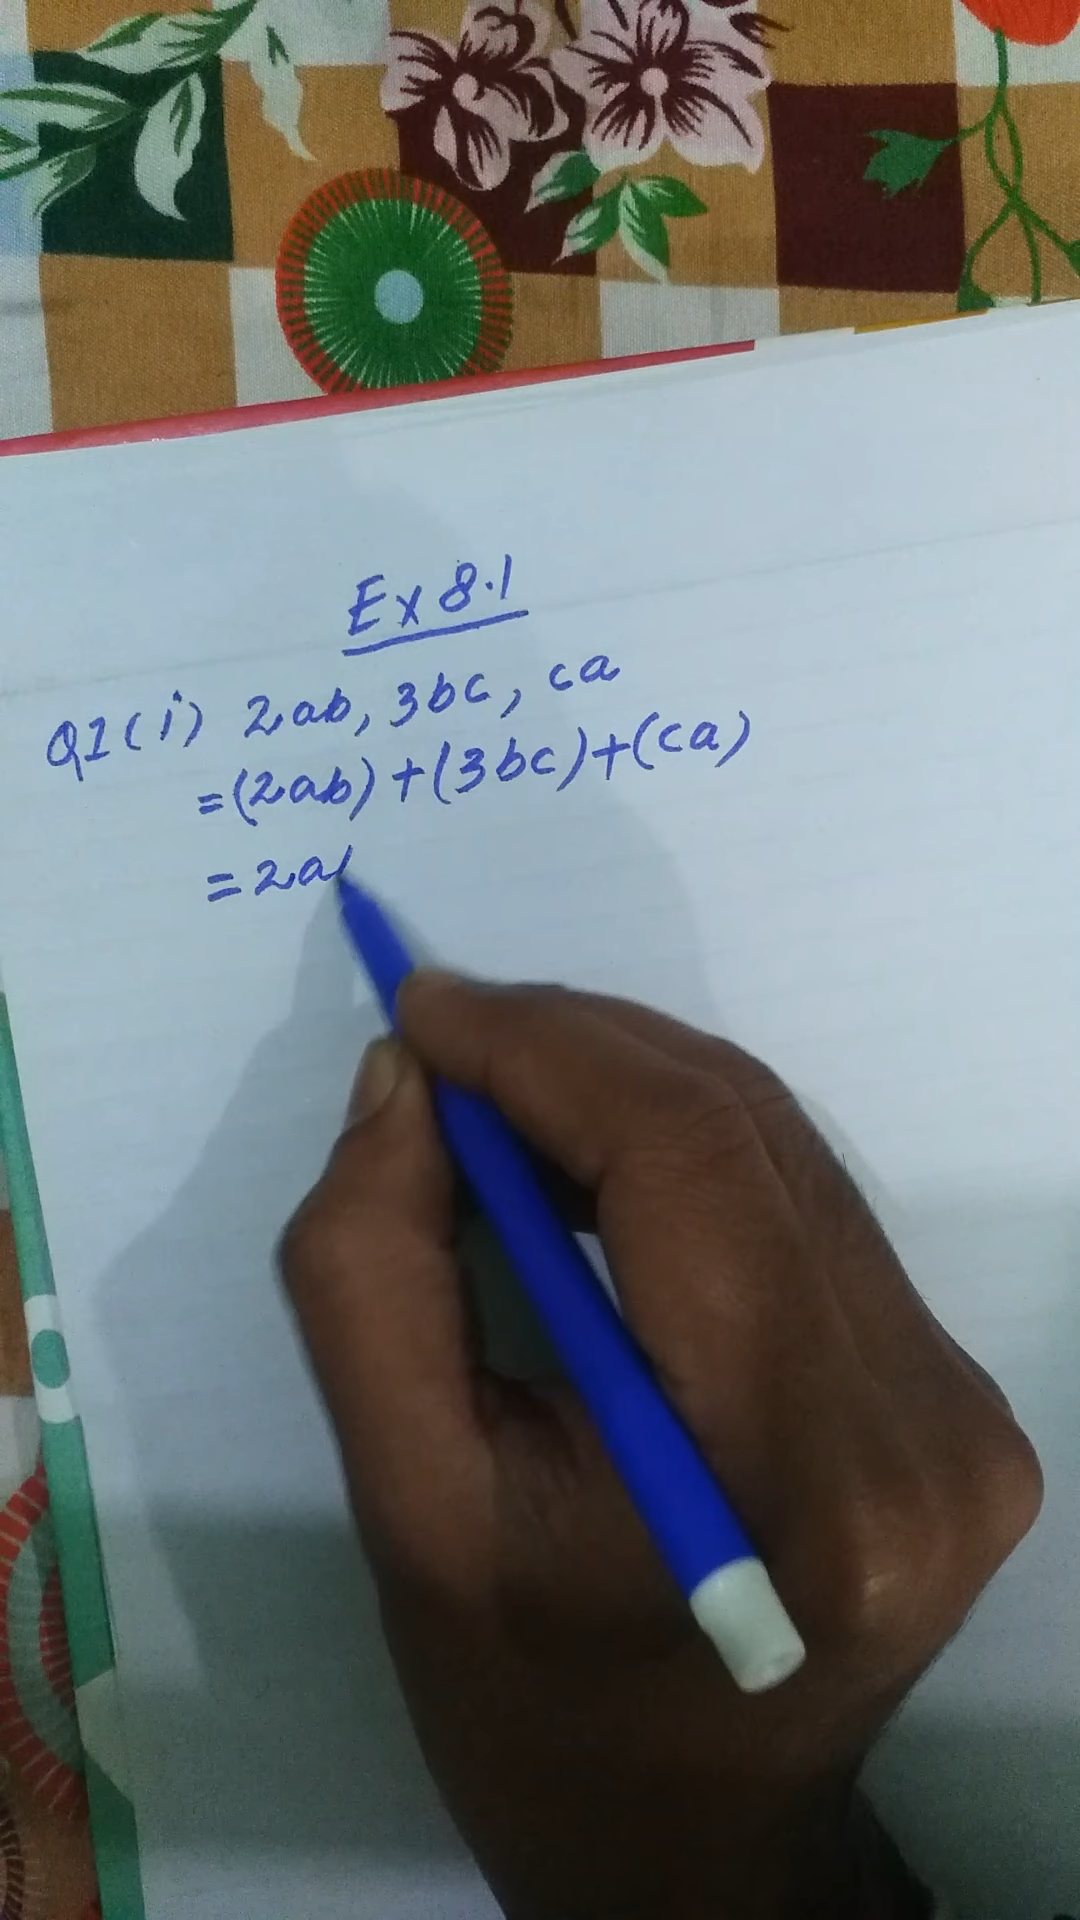 Ex 8.1
Q1(i) 2ab, 3bc, ca
=(2ab)+(3bc)+(ca)
=2a